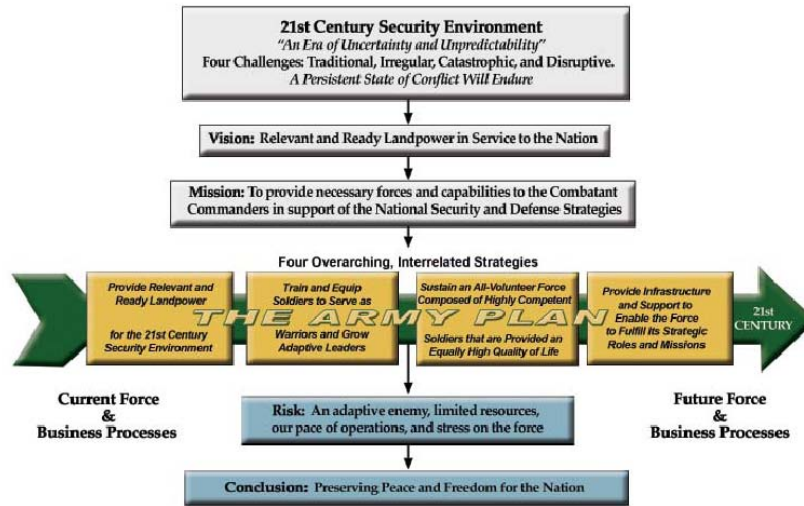 21st Century Security Environment
“An Era of Uncertainty and Unpredictability”
Four Challenges: Traditional, Irregular, Catastrophic, and Disruptive.
A Persistent State of Conflict Will Endure
Vision: Relevant and Ready Landpower in Service to the Nation
Mission: To provide necessary forces and capabilities to the Combatant
Commanders in support of the National Security and Defense Strategies
Four Overarching, Interrelated Strategies
Provide Relevant and
Ready Landpower
for the 21st Century
Security Environment
Train and Equip
Soldiers to Serve as
Warriors and Grow
Adaptive Leaders
Sustain an All-Volunteer Force
Composed of Highly Competent
Soldiers that are Provided an
Equally High Quality of Life
Provide Infrastructure
and Support to
Enable the Force
to Fulfill Its Strategic
Roles and Missions
THE ARMY PLAN
21st
CENTURY
Current Force
&
Business Processes
Future Force
&
Business Processes
Risk: An adaptive enemy, limited resources,
our pace of operations, and stress on the force
Conclusion: Preserving Peace and Freedom for the Nation